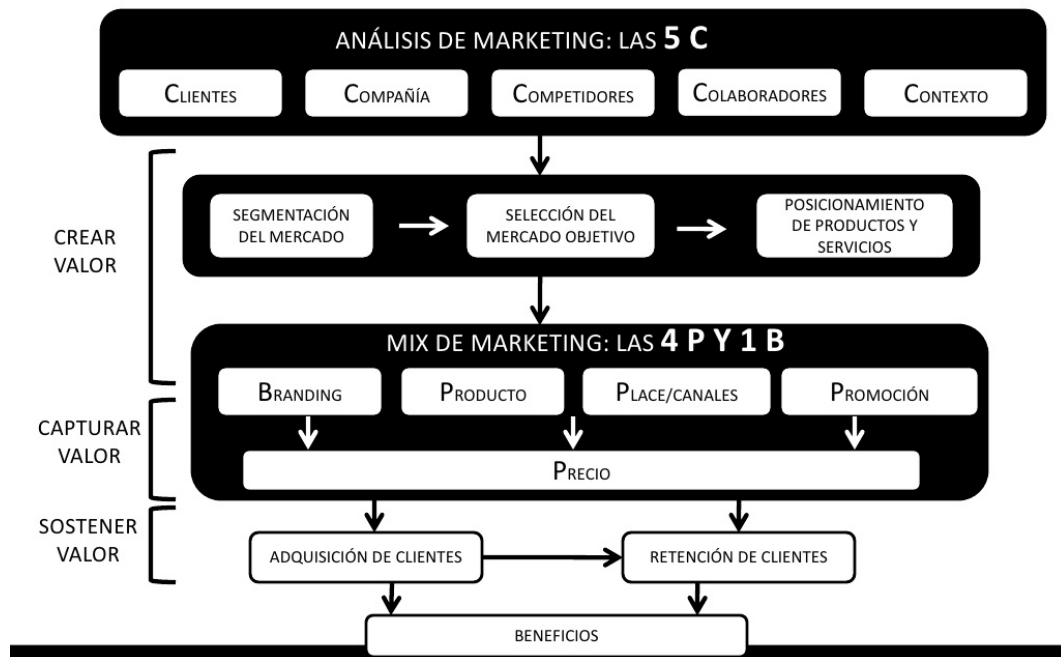 ANÁLISIS DE MARKETING: LAS 5 C
CLIENTES
COMPAÑÍA
COMPETIDORES
COLABORADORES
CONTEXTO
CREAR
VALOR
SEGMENTACIÓN
DEL MERCADO
SELECCIÓN DEL
MERCADO OBJETIVO
POSICIONAMIENTO
DE PRODUCTOS Y
SERVICIOS
MIX DE MARKETING: LAS 4 P Y 1 B
BRANDING
PRODUCTO
PLACE/CANALES
PROMOCIÓN
CAPTURAR
VALOR
PRECIO
SOSTENER
VALOR
ADQUISICIÓN DE CLIENTES
RETENCIÓN DE CLIENTES
BENEFICIOS